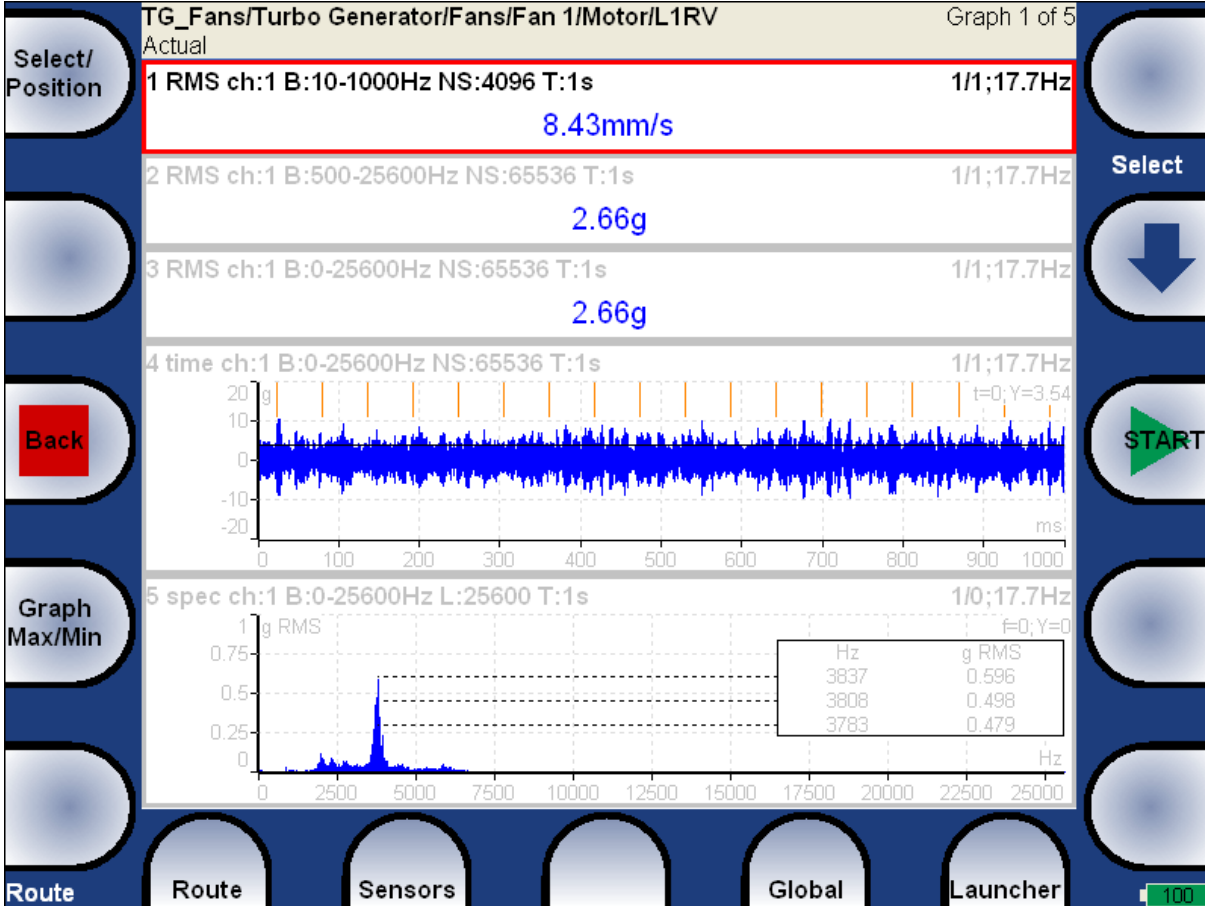 TG_Fans/Turbo Generator/Fans/Fan 1/Motor/L1RV Graph 1 of 5
Actual
Select/
Position
1 RMS ch:1 B:10-1000Hz NS:4096 T:1s 1/1;17.7Hz
8.43mm/s
Select
2 RMS ch:1 B:500-25600Hz NS:65536 T:1s 1/1;17.7Hz
2.66g
3 RMS ch:1 B:0-25600Hz NS:65536 T:1s 1/1;17.7Hz
2.66g
4 time ch:1 B:0-25600Hz NS:65536 T:1s 1/1;17.7Hz
20 g t=0;Y=3.54
10
0
-10
-20 ms
0 100 200 300 400 500 600 700 800 900 1000
Back
START
5 spec ch:1 B:0-25600Hz L:25600 T:1s 1/0;17.7Hz
Graph
Max/Min
1 g RMS f=0;Y=0
0.75
0.5
0.25
0 Hz
Hz g RMS
3837 0.596
3808 0.498
3783 0.479
0 2500 5000 7500 10000 12500 15000 17500 20000 22500 25000
Route
Route Sensors Global Launcher
100